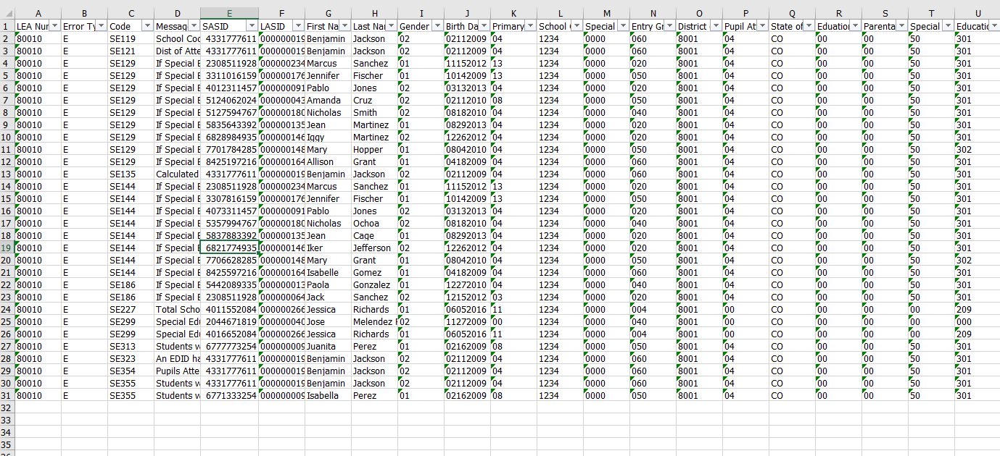 A B C D E F G H I J K L M N O P Q R S T U
1 LEA Nur Error Ty Code Messag SASID LASID First Na Last Na Gender Birth Da Primary School Special Entry Gr District Pupil At State of Eduation Parenta Special Educatic
2 80010 E SE119 School Coc 4331777611 000000019 Benjamin Jackson 02 02112009 04 1234 0000 060 8001 04 CO 00 00 50 301
3 80010 E SE121 Dist of Atte 4331777611 000000019 Benjamin Jackson 02 02112009 04 1234 0000 060 8001 04 CO 00 00 50 301
4 80010 E SE129 If Special E 2308511928 000000234 Marcus Sanchez 01 11152012 13 1234 0000 020 8001 04 CO 00 00 50 301
5 80010 E SE129 If Special E 3311016159 000000176 Jennifer Fischer 01 10142009 13 1234 0000 050 8001 04 CO 00 00 50 301
6 80010 E SE129 If Special E 4012311457 000000091 Pablo Jones 02 03132013 04 1234 0000 020 8001 04 CO 00 00 50 301
7 80010 E SE129 If Special E 5124062024 000000043 Amanda Cruz 02 02112010 08 1234 0000 050 8001 04 CO 00 00 50 301
8 80010 E SE129 If Special E 5127594767 000000180 Nicholas Smith 02 08182010 04 1234 0000 040 8001 04 CO 00 00 50 301
9 80010 E SE129 If Special E 5835643392 000000135 Jean Martinez 01 08292013 04 1234 0000 020 8001 04 CO 00 00 50 301
10 80010 E SE129 If Special E 6828984935 000000146 Iggy Martinez 02 12262012 04 1234 0000 020 8001 04 CO 00 00 50 301
11 80010 E SE129 If Special E 7701784285 000000148 Mary Hopper 01 08042010 04 1234 0000 050 8001 04 CO 00 00 50 302
12 80010 E SE129 If Special E 8425197216 000000164 Allison Grant 01 04182009 04 1234 0000 060 8001 04 CO 00 00 50 301
13 80010 E SE135 Calculated 4331777611 000000019 Benjamin Jackson 02 02112009 04 1234 0000 060 8001 04 CO 00 00 50 301
14 80010 E SE144 If Special E 2308511928 000000234 Marcus Sanchez 01 11152012 13 1234 0000 020 8001 04 CO 00 00 50 301
15 80010 E SE144 If Special E 3307816159 000000176 Jennifer Fischer 01 10142009 13 1234 0000 050 8001 04 CO 00 00 50 301
16 80010 E SE144 If Special E 4073311457 000000091 Pablo Jones 02 03132013 04 1234 0000 020 8001 04 CO 00 00 50 301
17 80010 E SE144 If Special E 5357994767 000000180 Nicholas Ochoa 02 08182010 04 1234 0000 040 8001 04 CO 00 00 50 301
18 80010 E SE144 If Special E 5837883392 000000135 Jean Cage 01 08292013 04 1234 0000 020 8001 04 CO 00 00 50 301
19 80010 E SE144 If Special E 6821774935 000000146 Iker Jefferson 02 12262012 04 1234 0000 020 8001 04 CO 00 00 50 301
20 80010 E SE144 If Special E 7706628285 000000148 Mary Grant 01 08042010 04 1234 0000 050 8001 04 CO 00 00 50 302
21 80010 E SE144 If Special E 8425597216 000000164 Isabelle Gomez 01 04182009 04 1234 0000 060 8001 04 CO 00 00 50 301
22 80010 E SE186 If Special E 5442089335 000000013 Paola Gonzalez 01 12272010 04 1234 0000 040 8001 04 CO 00 00 50 301
23 80010 E SE186 If Special E 2308511928 000000064 Jack Sanchez 02 12152012 03 1234 0000 020 8001 04 CO 00 00 50 301
24 80010 E SE227 Total Scho 4011552084 000000266 Jessica Richards 01 06052016 11 1234 0000 004 8001 00 CO 00 00 00 209
25 80010 E SE299 Special Edu 2044671819 000000040 Jose Melendez 02 11272009 00 1234 0000 040 8001 00 CO 00 00 00 000
26 80010 E SE299 Special Edu 4016652084 000000266 Jessica Richards 01 06052016 11 1234 0000 004 8001 00 CO 00 00 00 209
27 80010 E SE313 Students w 6777773254 000000009 Juanita Perez 01 02162009 08 1234 0000 050 8001 04 CO 00 00 50 301
28 80010 E SE323 An EDID ha 4331777611 000000019 Benjamin Jackson 02 02112009 04 1234 0000 060 8001 04 CO 00 00 50 301
29 80010 E SE354 Pupils Atte 4331777611 000000019 Benjamin Jackson 02 02112009 04 1234 0000 060 8001 04 CO 00 00 50 301
30 80010 E SE355 Students w 4331777611 000000019 Benjamin Jackson 02 02112009 04 1234 0000 060 8001 04 CO 00 00 50 301
31 80010 E SE355 Students w 6771333254 000000009 Isabella Perez 01 02162009 08 1234 0000 050 8001 04 CO 00 00 50 301
32
33
34
35